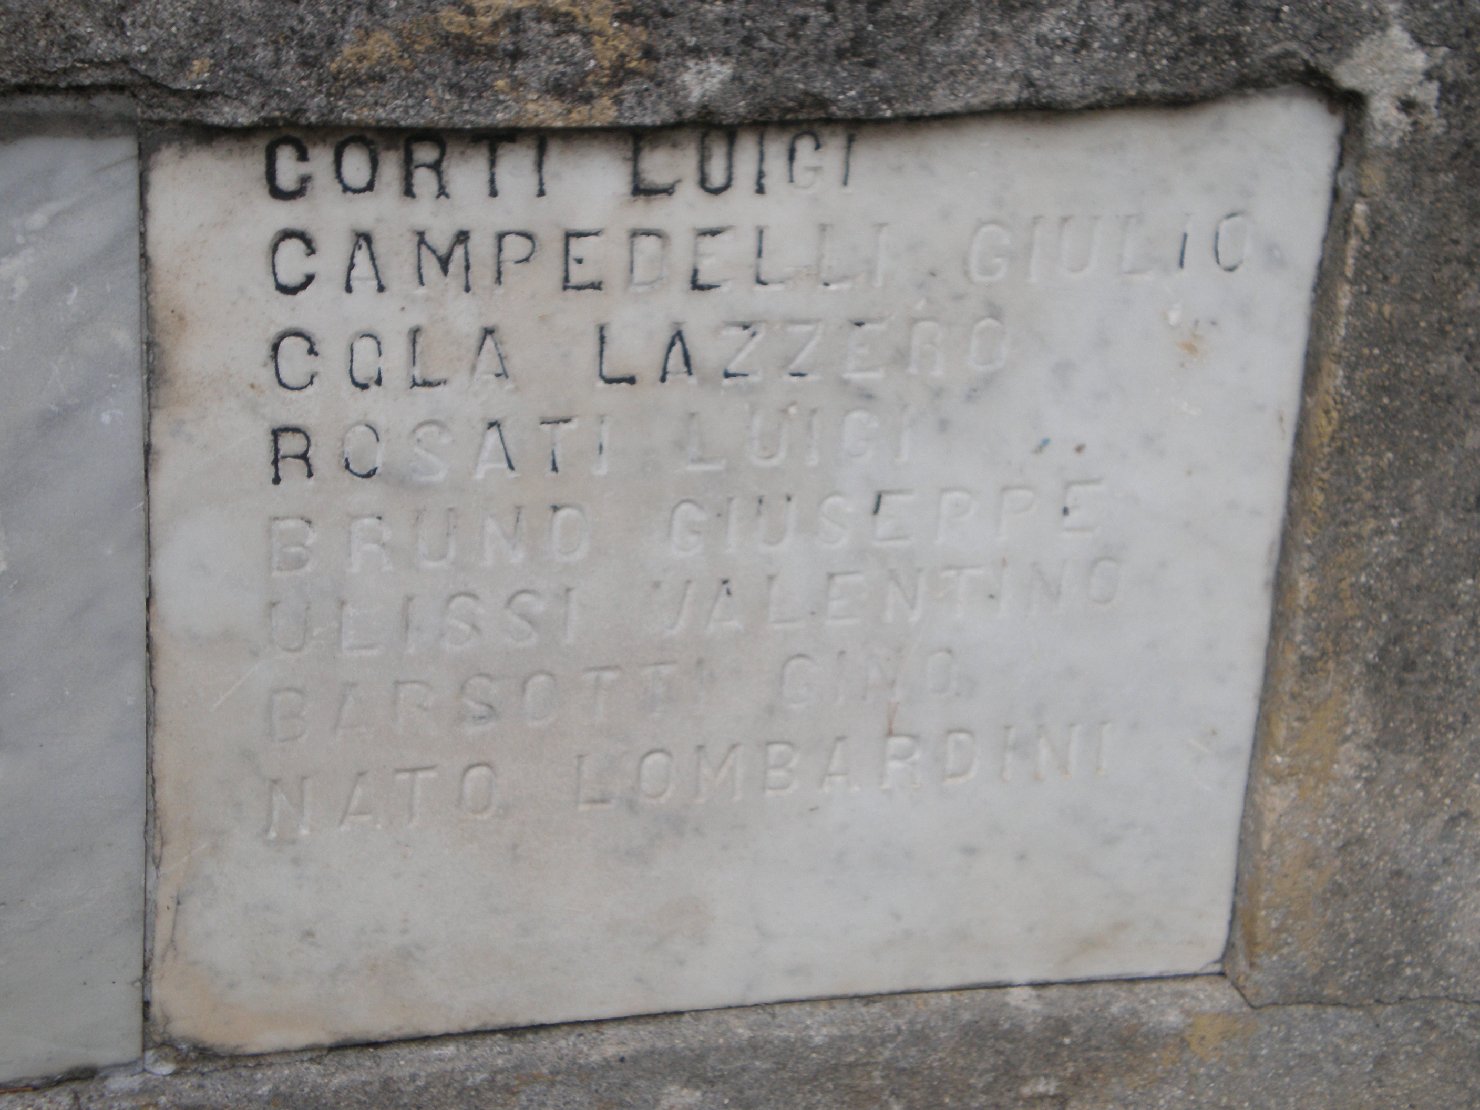 CORTI LUIGI
CAMPEDELLI GIULIO
COLA LAZZERO
ROSATI LUIGI
BRUNO GIUSEPPE
ULISSI VALENTINO
BARSOTTI GINO
NATO LOMBARDINI